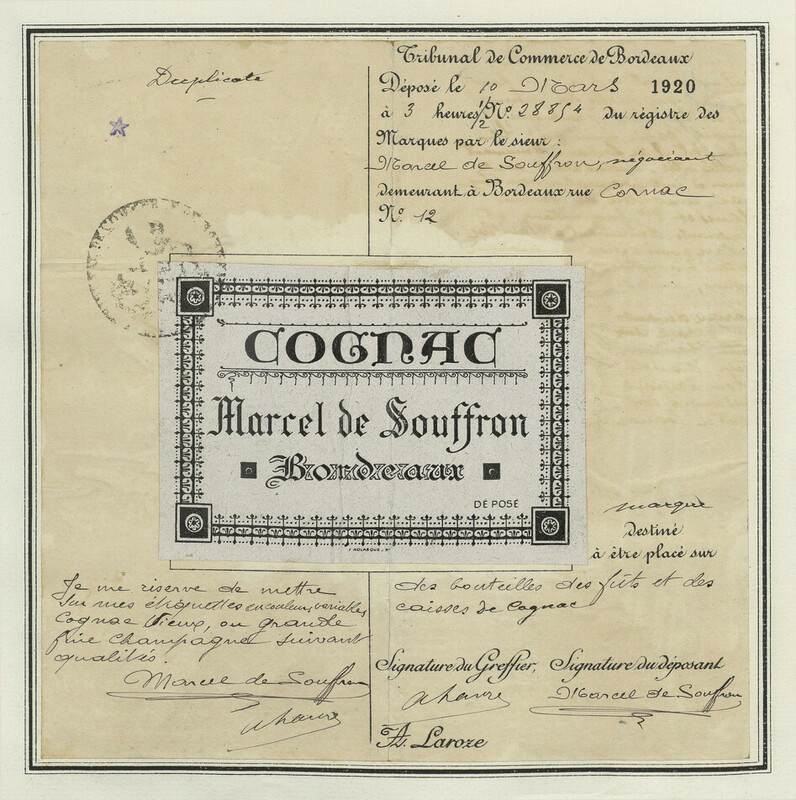 Duplicata
Tribunal de Commerce de Bordeaux
Déposé le 10 Mars 1920
à 3 heures 1/2 N.º 28854 du régistre des
Marques par le sieur :
Marcel de Souffron, négociant
demeurant à Bordeaux rue Cornac
N.º 12
COGNAC
Marcel de Souffron
Bordeaux
DÉPOSÉ
marque
destiné
à être placé sur
des bouteilles des fûts et des
caisses de Cognac
Je me réserve de mettre
sur mes étiquettes en couleurs variables
Cognac vieux, ou grande
fine champagne suivant
qualités.
Marcel de Souffron
Signature du Greffier, Signature du déposant
Marcel de Souffron
A. Laroze